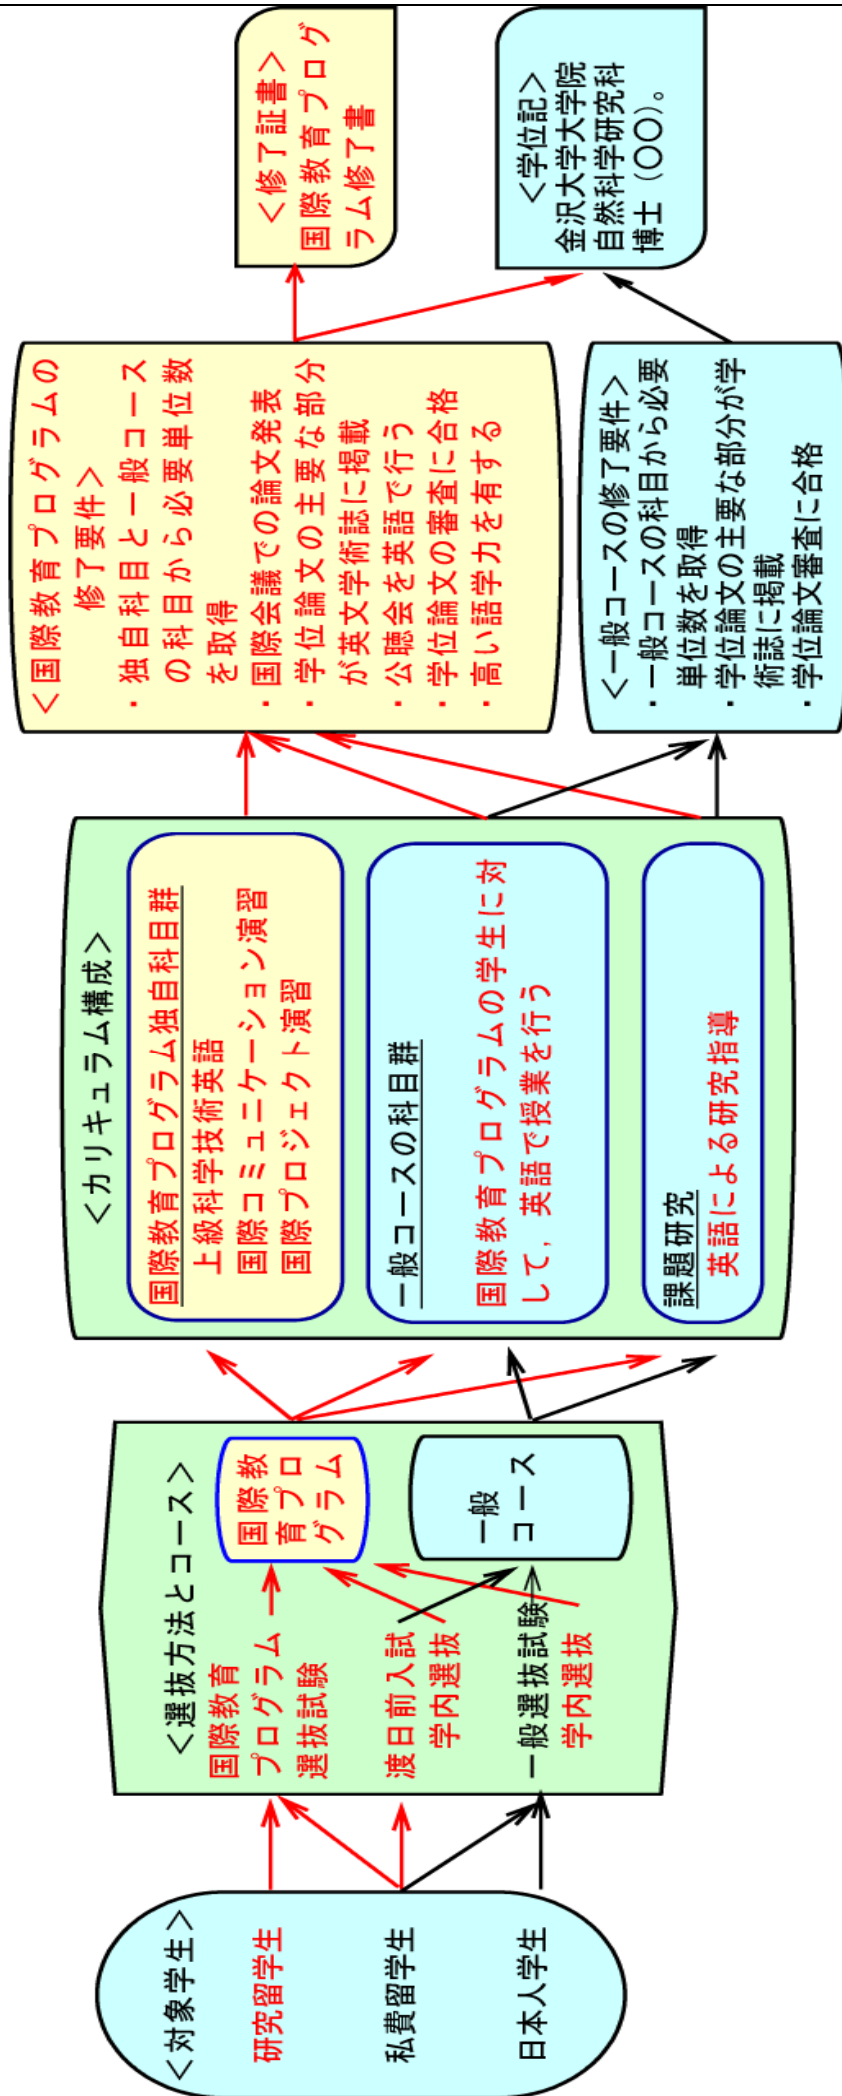 ＜対象学生＞
研究留学生
私費留学生
日本人学生
＜選抜方法とコース＞
国際教育
プログラム
選抜試験
渡日前入試
学内選抜
一般選抜試験
学内選抜
国際教
育プロ
グラム
一般
コース
＜カリキュラム構成＞
国際教育プログラム独自科目群
上級科学技術英語
国際コミュニケーション演習
国際プロジェクト演習
一般コースの科目群
国際教育プログラムの学生に対
して，英語で授業を行う
課題研究
英語による研究指導
＜国際教育プログラムの
修了要件＞
・独自科目と一般コース
の科目から必要単位数
を取得
・国際会議での論文発表
・学位論文の主要な部分
が英文学術誌に掲載
・公聴会を英語で行う
・学位論文の審査に合格
・高い語学力を有する
＜一般コースの修了要件＞
・一般コースの科目から必要
単位数を取得
・学位論文の主要な部分が学
術誌に掲載
・学位論文審査に合格
＜修了証書＞
国際教育プログ
ラム修了書
＜学位記＞
金沢大学大学院
自然科学研究科
博士（〇〇）。